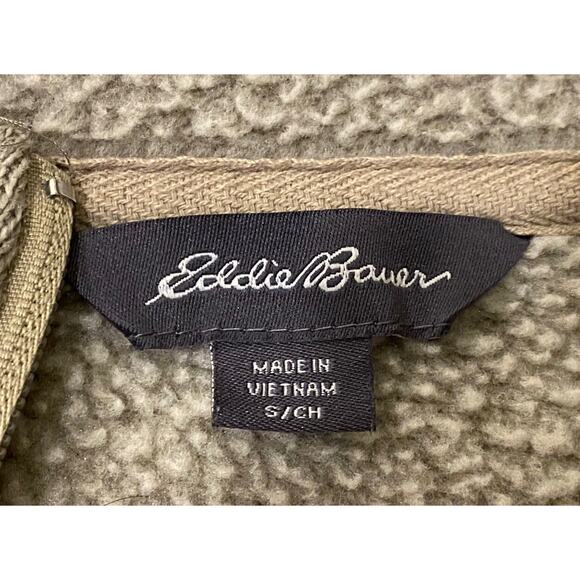 Eddie Bauer
MADE IN
VIETNAM
S/CH